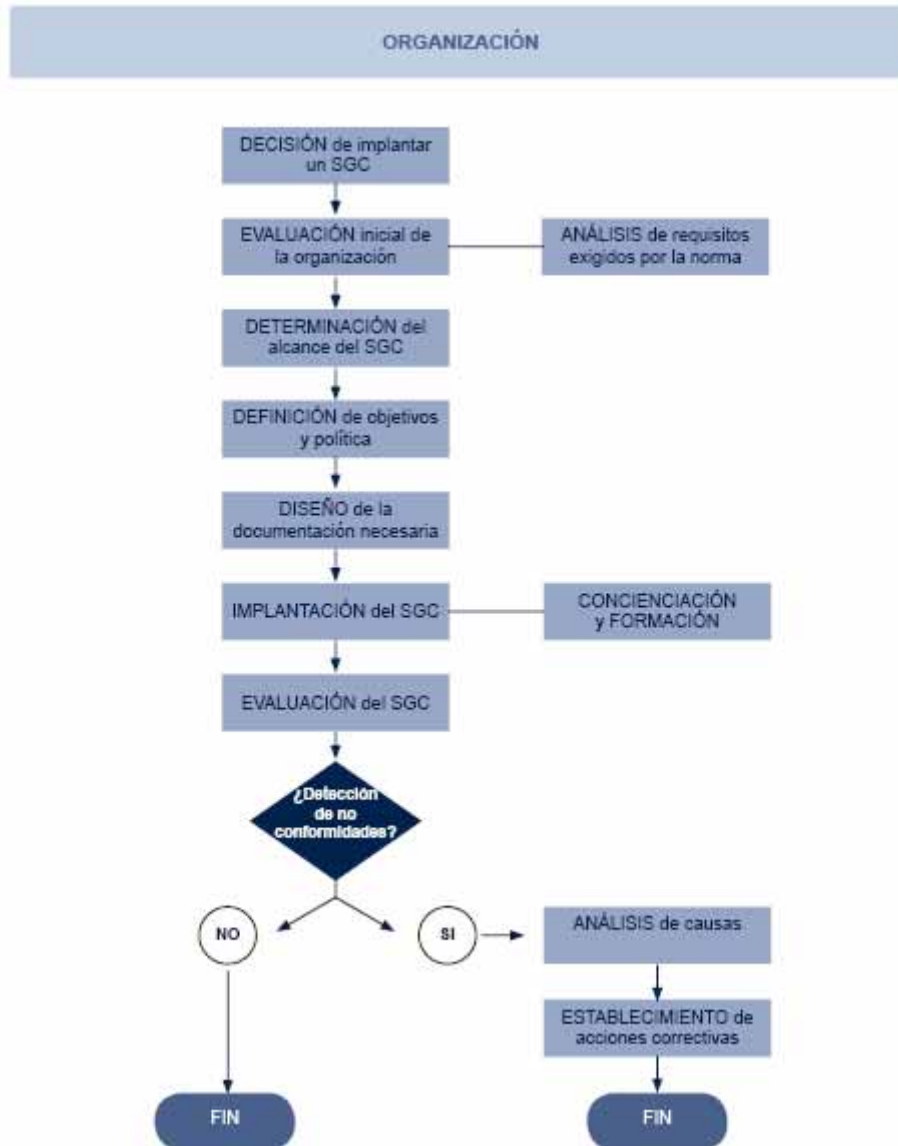 ORGANIZACIÓN
DECISIÓN de implantar
un SGC
EVALUACIÓN inicial de
la organización
ANÁLISIS de requisitos
exigidos por la norma
DETERMINACIÓN del
alcance del SGC
DEFINICIÓN de objetivos
y política
DISEÑO de la
documentación necesaria
IMPLANTACIÓN del SGC
CONCIENCIACIÓN
y FORMACIÓN
EVALUACIÓN del SGC
¿Detección
de no
conformidades?
NO
SI
ANÁLISIS de causas
ESTABLECIMIENTO de
acciones correctivas
FIN
FIN